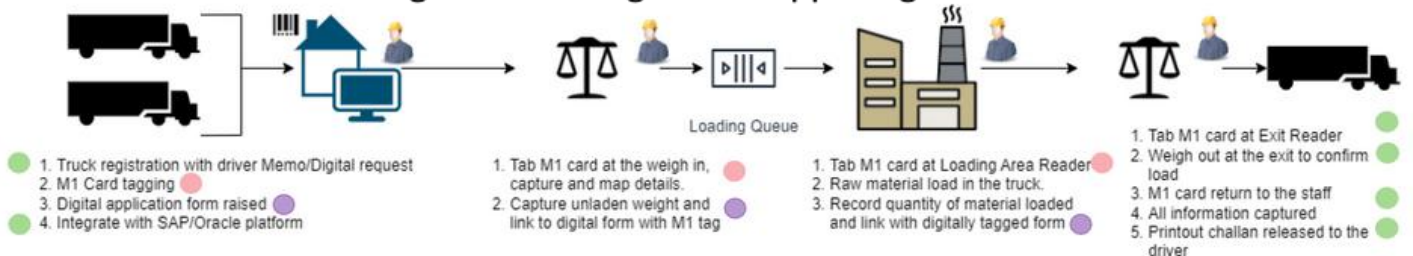 Loading Queue
1. Truck registration with driver Memo/Digital request
2. M1 Card tagging
3. Digital application form raised
4. Integrate with SAP/Oracle platform
1. Tab M1 card at the weigh in,
capture and map details.
2. Capture unladen weight and
link to digital form with M1 tag
1. Tab M1 card at Loading Area Reader
2. Raw material load in the truck.
3. Record quantity of material loaded
and link with digitally tagged form
1. Tab M1 card at Exit Reader
2. Weigh out at the exit to confirm
load
3. M1 card return to the staff
4. All information captured
5. Printout challan released to the
driver